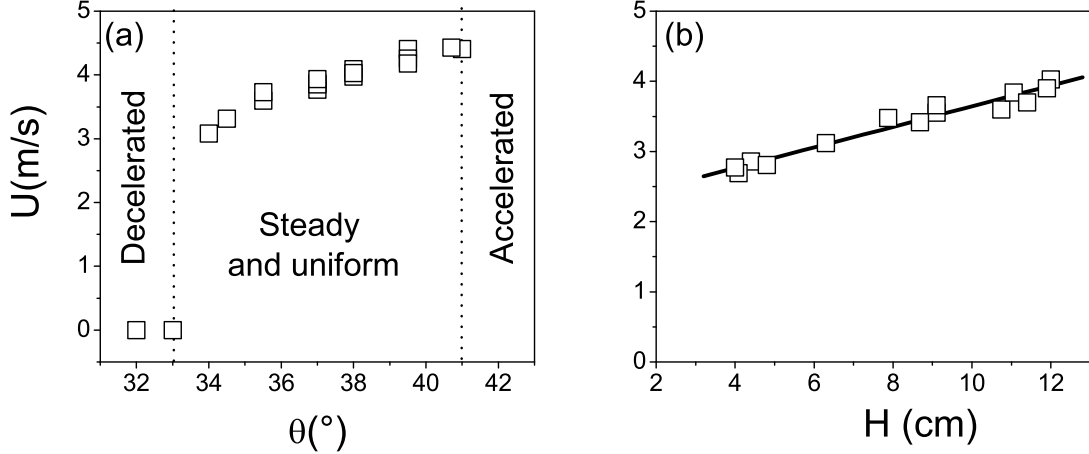 (a)
5
4
3
2
1
0
U(m/s)
Decelerated
Steady
and uniform
Accelerated
32 34 36 38 40 42
θ(°)
(b)
5
4
3
2
1
0
2 4 6 8 10 12
H (cm)